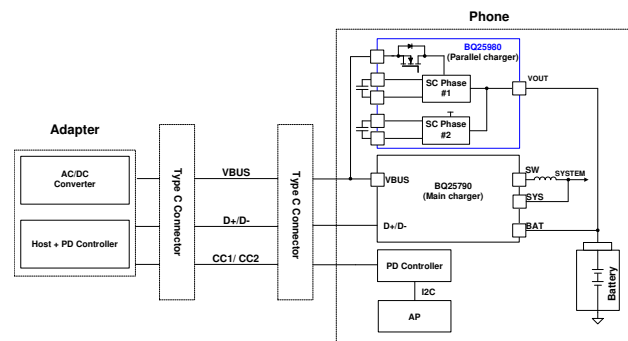 Phone
BQ25980
(Parallel charger)
SC Phase
#1
VOUT
SC Phase
#2
Adapter
AC/DC
Converter
Host + PD Controller
Type C Connector
VBUS
D+/D-
CC1/ CC2
Type C Connector
BQ25790
(Main charger)
VBUS
D+/D-
SW
SYSTEM
SYS
BAT
PD Controller
I2C
AP
Battery